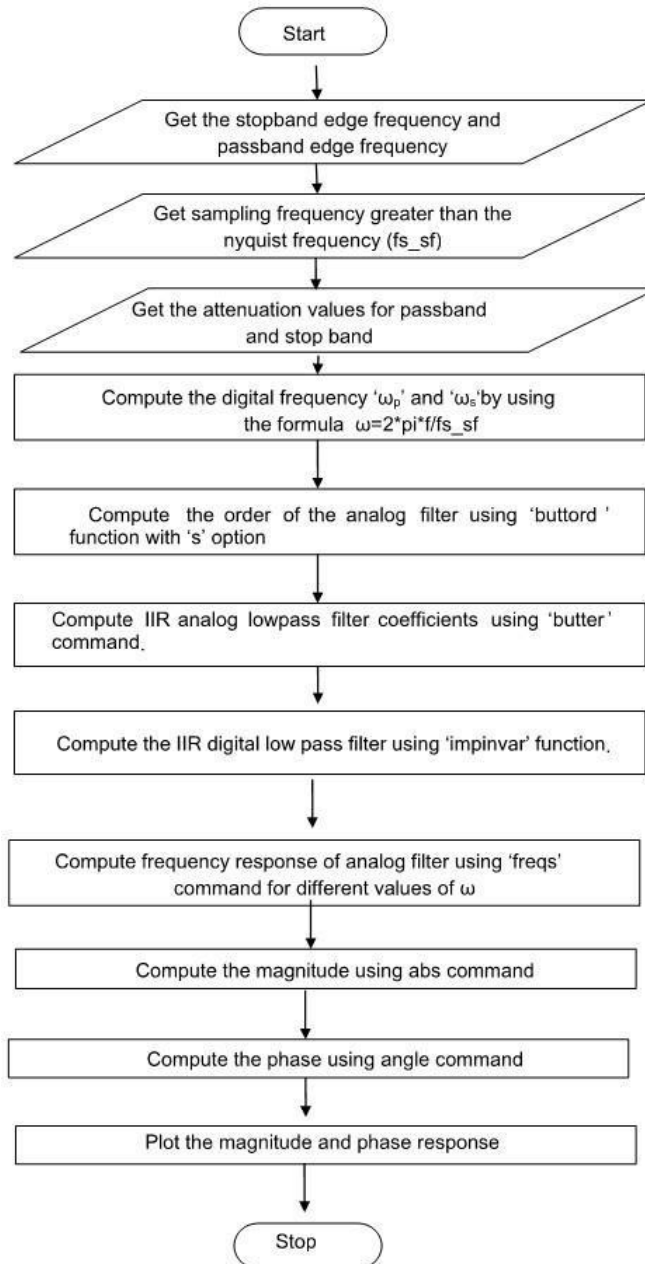 Start
Get the stopband edge frequency and
passband edge frequency
Get sampling frequency greater than the
nyquist frequency (fs_sf)
Get the attenuation values for passband
and stop band
Compute the digital frequency ‘ωₚ’ and ‘ωₛ‘by using
the formula ω=2*pi*f/fs_sf
Compute the order of the analog filter using ‘buttord ’
function with ‘s’ option
Compute IIR analog lowpass filter coefficients using ‘butter’
command.
Compute the IIR digital low pass filter using ‘impinvar’ function.
Compute frequency response of analog filter using ‘freqs’
command for different values of ω
Compute the magnitude using abs command
Compute the phase using angle command
Plot the magnitude and phase response
Stop